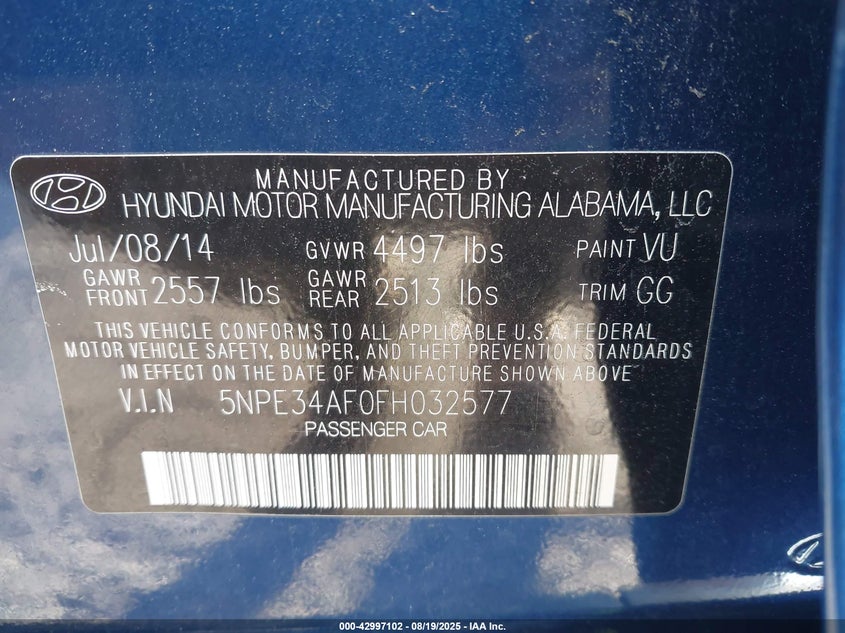 MANUFACTURED BY
HYUNDAI MOTOR MANUFACTURING ALABAMA, LLC
Jul/08/14 GVWR 4497 lbs PAINT VU
GAWR FRONT 2557 lbs GAWR REAR 2513 lbs TRIM GG
THIS VEHICLE CONFORMS TO ALL APPLICABLE U.S.A. FEDERAL
MOTOR VEHICLE SAFETY, BUMPER, AND THEFT PREVENTION STANDARDS
IN EFFECT ON THE DATE OF MANUFACTURE SHOWN ABOVE
V.I.N 5NPE34AF0FH032577
PASSENGER CAR
000-42997102 - 08/19/2025 - IAA Inc.